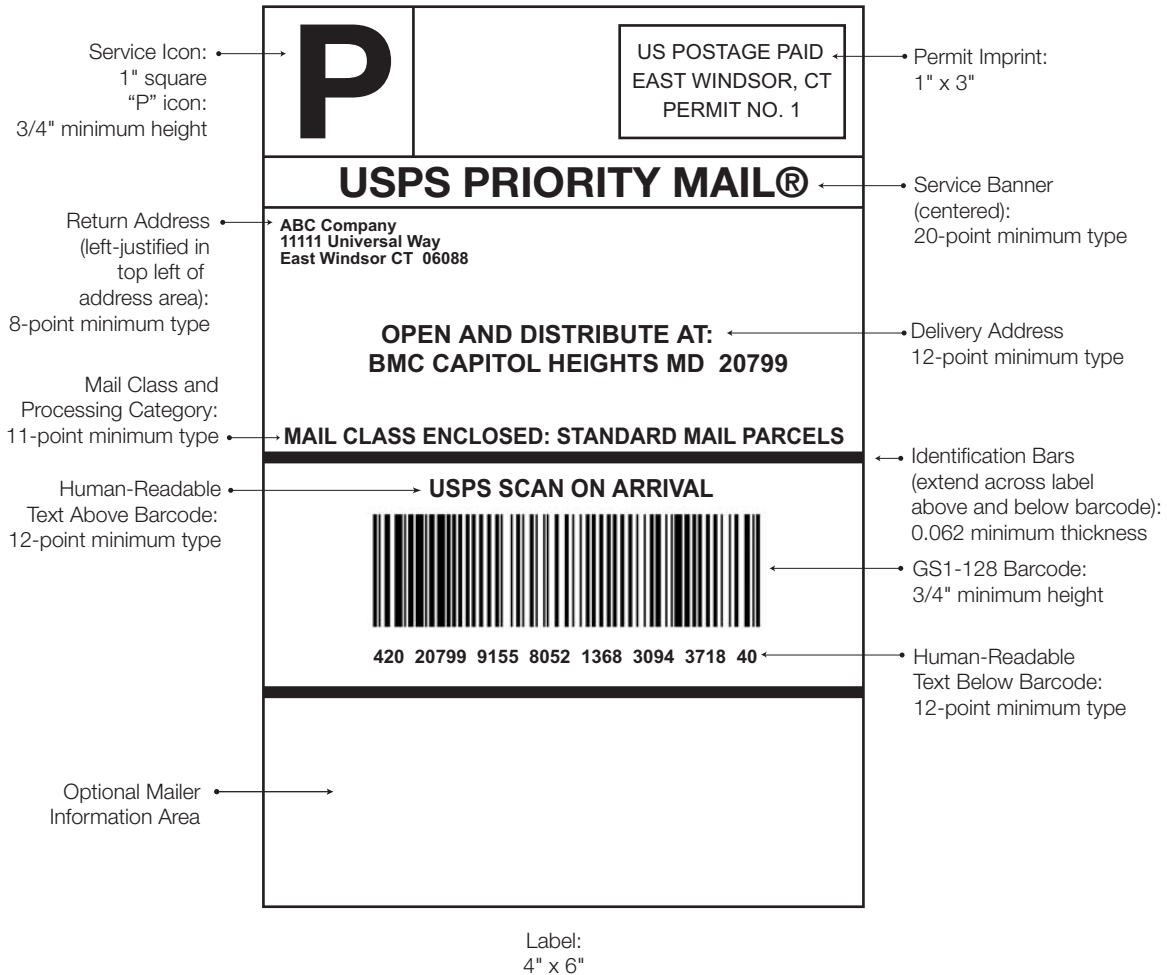 Service Icon:
1" square
“P” icon:
3/4" minimum height
P
US POSTAGE PAID
EAST WINDSOR, CT
PERMIT NO. 1
Permit Imprint:
1" x 3"
USPS PRIORITY MAIL®
Service Banner
(centered):
20-point minimum type
Return Address
(left-justified in
top left of
address area):
8-point minimum type
ABC Company
11111 Universal Way
East Windsor CT 06088
OPEN AND DISTRIBUTE AT:
BMC CAPITOL HEIGHTS MD 20799
Delivery Address
12-point minimum type
Mail Class and
Processing Category:
11-point minimum type
MAIL CLASS ENCLOSED: STANDARD MAIL PARCELS
Identification Bars
(extend across label
above and below barcode):
0.062 minimum thickness
Human-Readable
Text Above Barcode:
12-point minimum type
USPS SCAN ON ARRIVAL
GS1-128 Barcode:
3/4" minimum height
420 20799 9155 8052 1368 3094 3718 40
Human-Readable
Text Below Barcode:
12-point minimum type
Optional Mailer
Information Area
Label:
4" x 6"